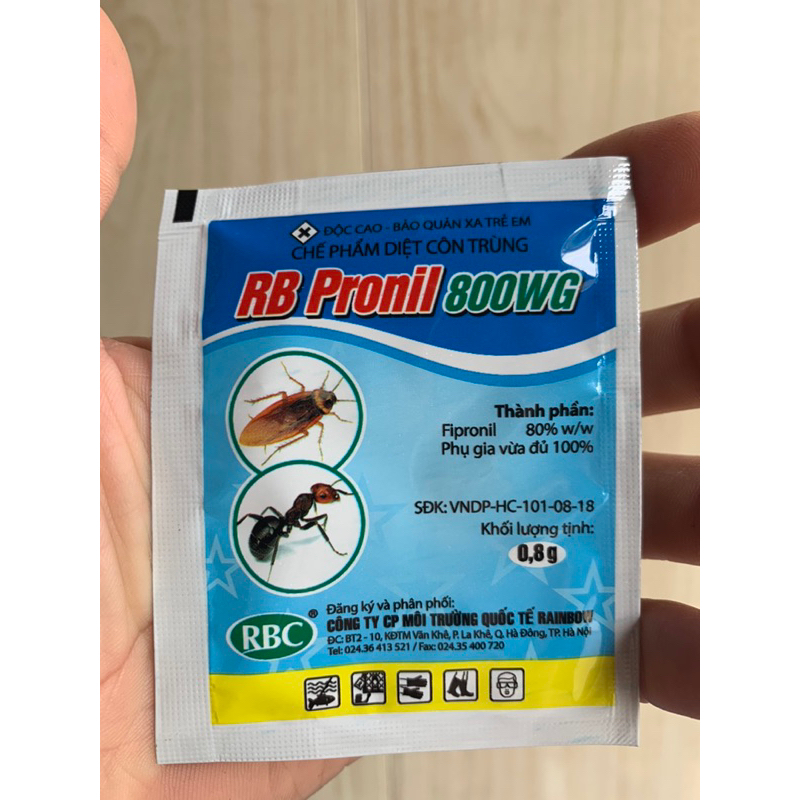 ĐỘC CAO - BẢO QUẢN XA TRẺ EM
CHẾ PHẨM DIỆT CÔN TRÙNG
RB Pronil 800WG
Thành phần:
Fipronil 80% w/w
Phụ gia vừa đủ 100%
SĐK: VNDP-HC-101-08-18
Khối lượng tịnh:
0,8 g
Đăng ký và phân phối:
RBC®
CÔNG TY CP MÔI TRƯỜNG QUỐC TẾ RAINBOW
ĐC: BT2 - 10, KĐTM Văn Khê, P. La Khê, Q. Hà Đông, TP. Hà Nội
Tel: 024.36 413 521 / Fax: 024.35 400 720